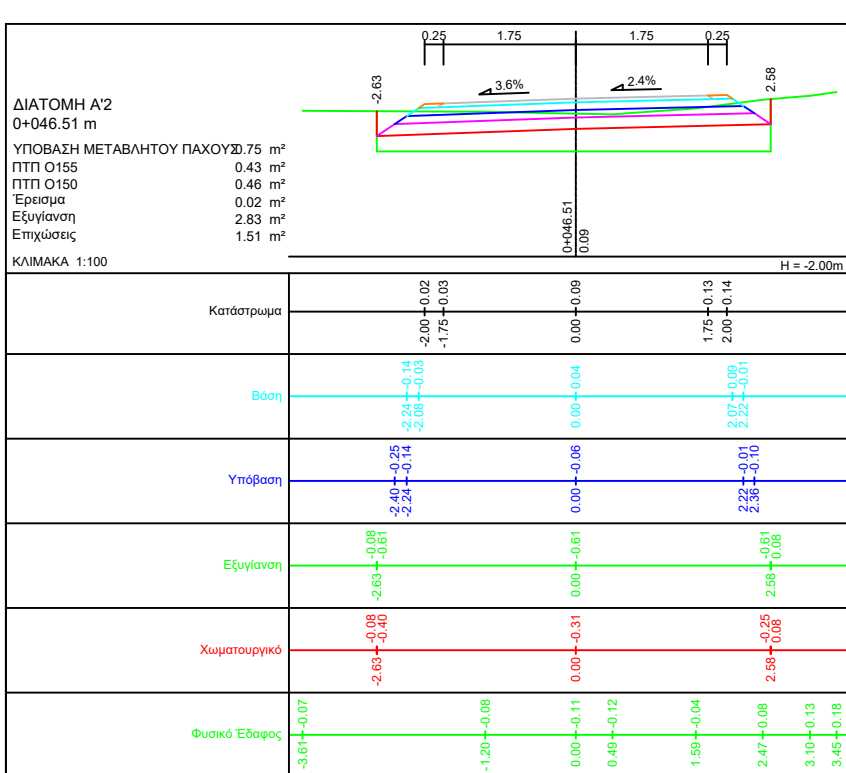 0.25 1.75 1.75 0.25
-2.63 3.6% 2.4% 2.58
ΔΙΑΤΟΜΗ Α'2
0+046.51 m
ΥΠΟΒΑΣΗ ΜΕΤΑΒΛΗΤΟΥ ΠΑΧΟΥΣ 0.75 m²
ΠΤΠ Ο155 0.43 m²
ΠΤΠ Ο150 0.46 m²
Έρεισμα 0.02 m²
Εξυγίανση 2.83 m²
Επιχώσεις 1.51 m²
ΚΛΙΜΑΚΑ 1:100
0+046.51
0.09
H = -2.00m
Κατάστρωμα
0.02 0.03 0.09 0.13 0.14
-2.00 -1.75 0.00 1.75 2.00
Βάση
-0.14 -0.03 0.04 0.09 -0.01
-2.24 -2.08 0.00 2.07 2.22
Υπόβαση
-0.25 -0.14 -0.06 -0.01 -0.10
-2.40 -2.24 0.00 2.22 2.36
Εξυγίανση
-0.08 -0.61 -0.61 -0.61 0.08
-2.63 0.00 2.58
Χωματουργικό
-0.08 -0.40 -0.31 -0.25 0.08
-2.63 0.00 2.58
Φυσικό Έδαφος
-0.07 -0.08 -0.11 -0.12 -0.04 0.08 0.13 0.18
-3.61 -1.20 0.00 0.49 1.59 2.47 3.10 3.45